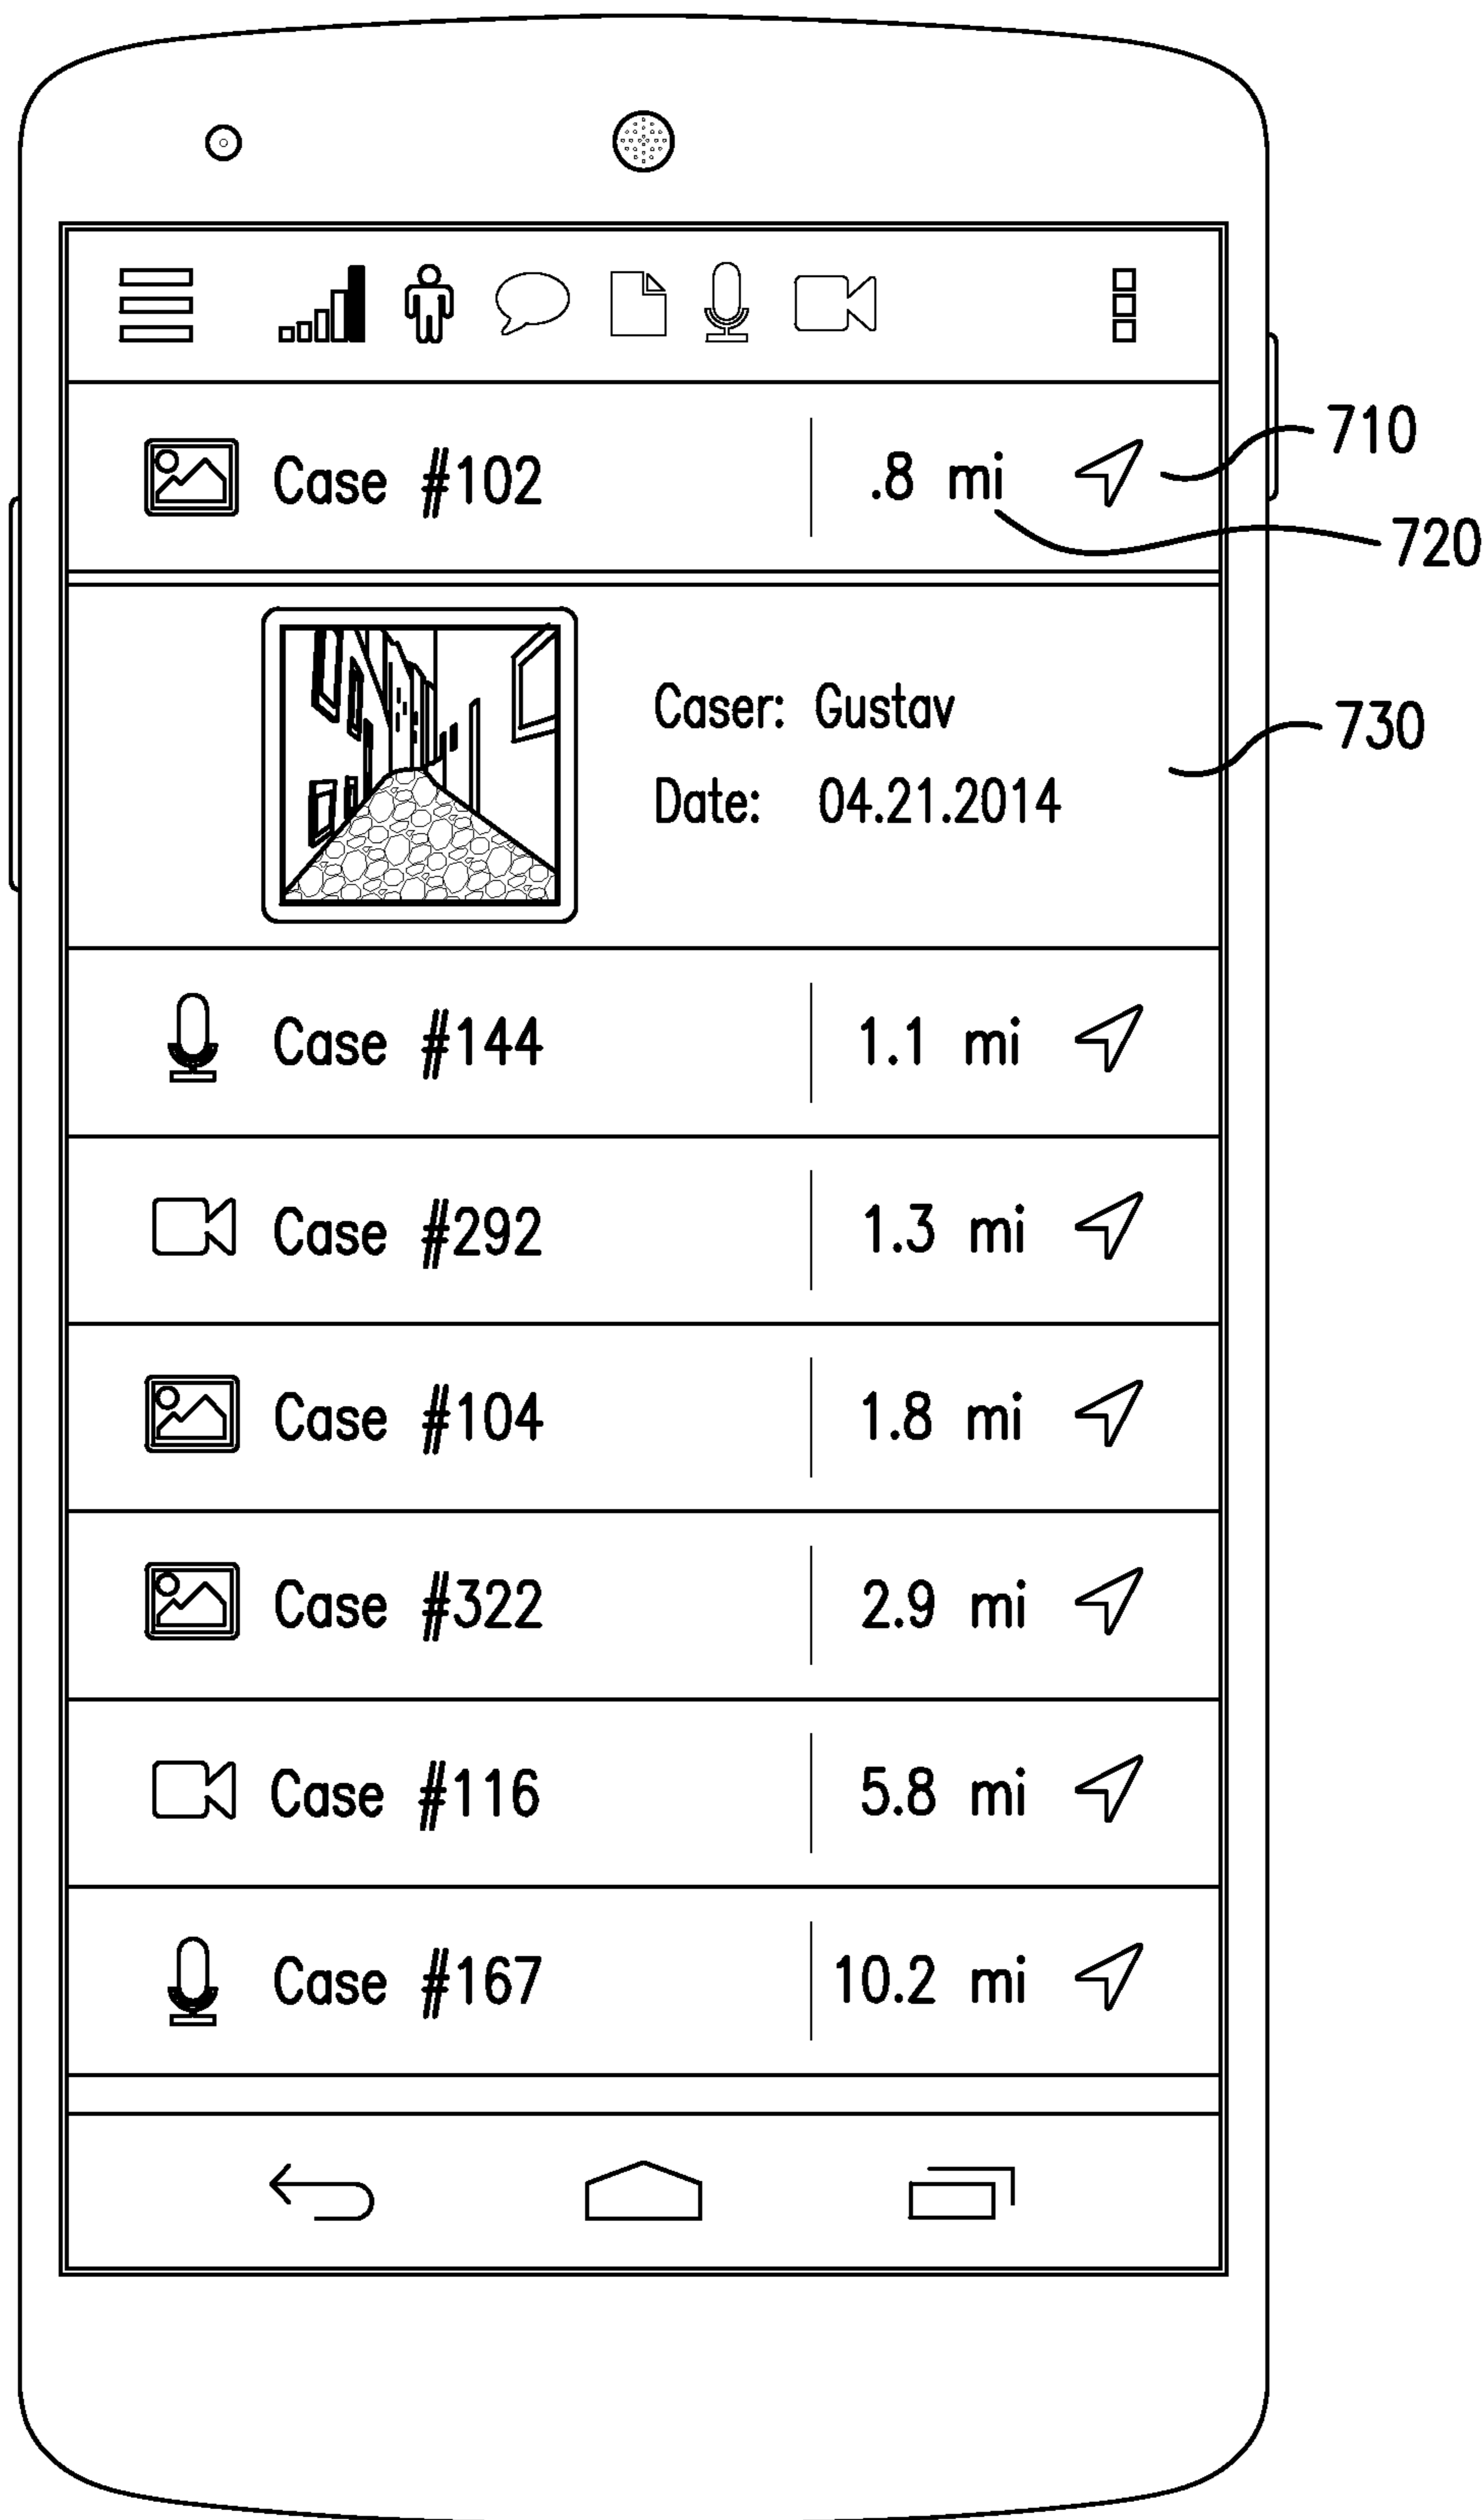 Case #102 .8 mi
710
720
Caser: Gustav
730
Date: 04.21.2014
Case #144 1.1 mi
Case #292 1.3 mi
Case #104 1.8 mi
Case #322 2.9 mi
Case #116 5.8 mi
Case #167 10.2 mi